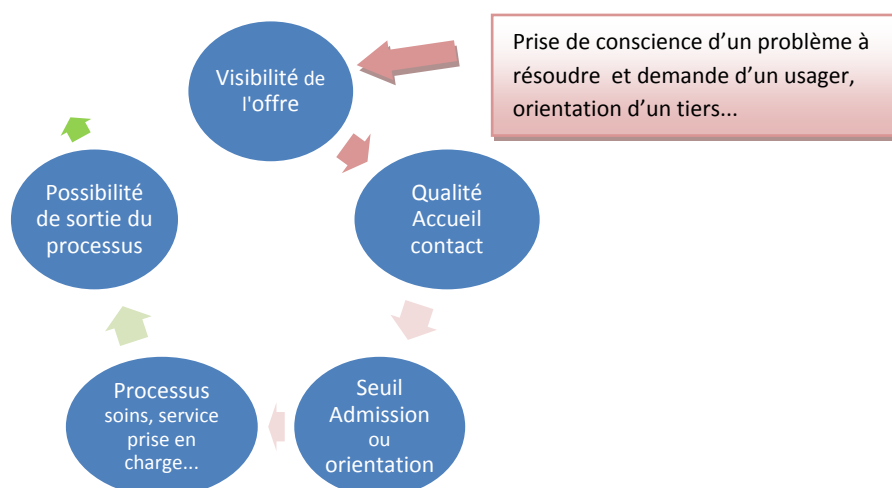 Prise de conscience d’un problème à
résoudre et demande d’un usager,
orientation d’un tiers...
Visibilité de
l'offre
Qualité
Accueil
contact
Seuil
Admission
ou
orientation
Processus
soins, service
prise en
charge...
Possibilité
de sortie du
processus